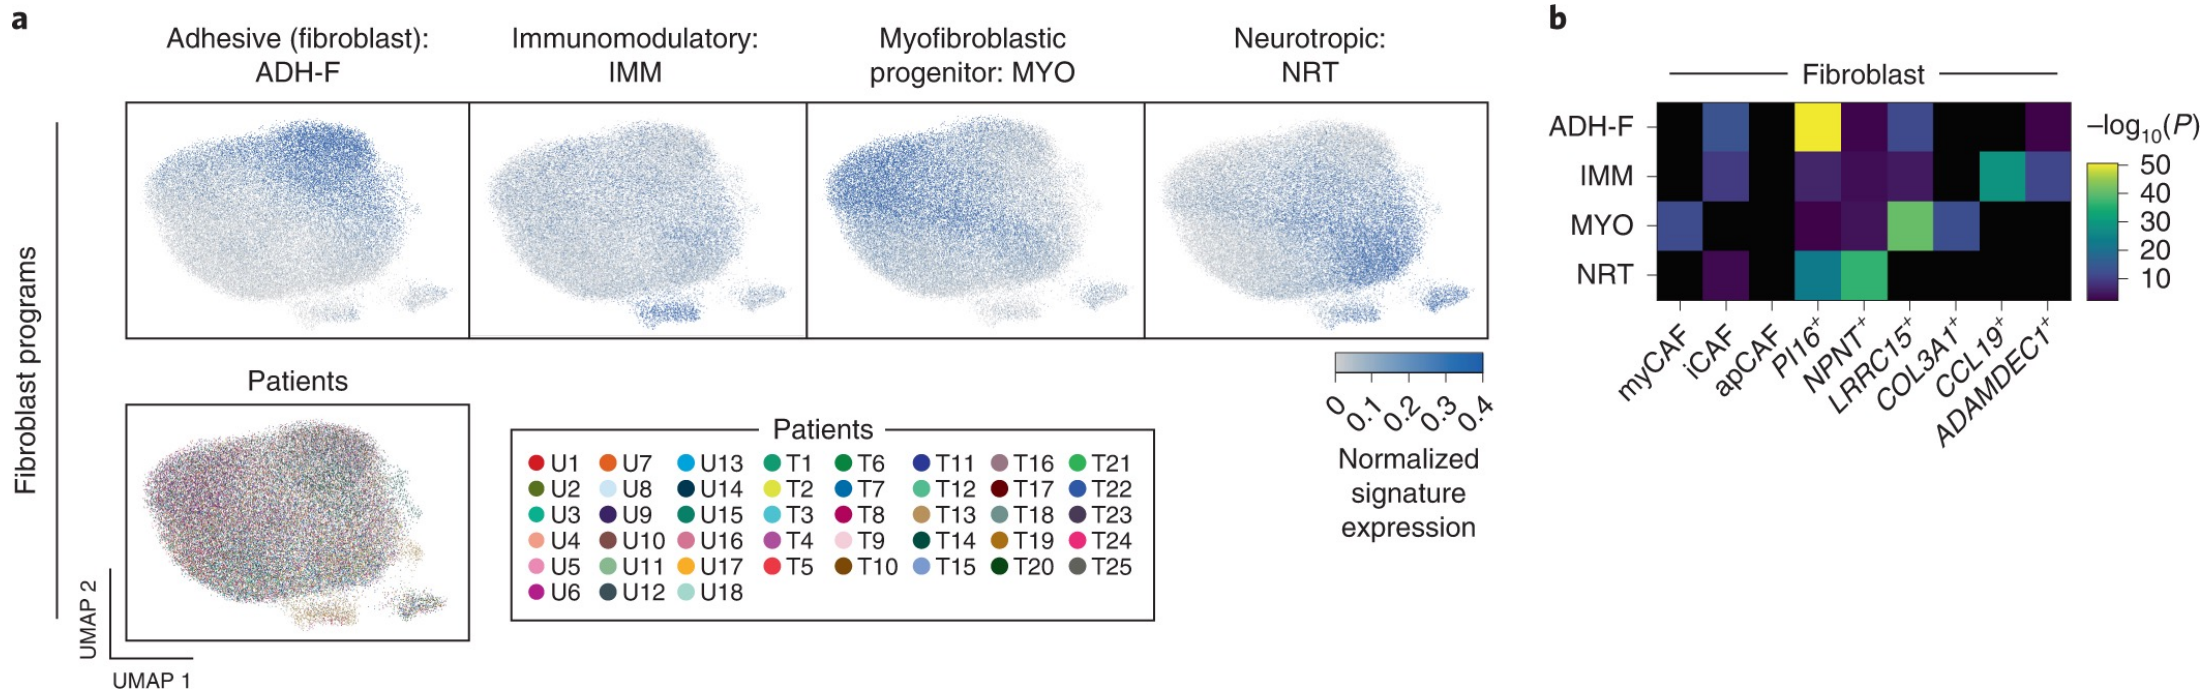 a
Adhesive (fibroblast):
ADH-F
Immunomodulatory:
IMM
Myofibroblastic
progenitor: MYO
Neurotropic:
NRT
Fibroblast programs
0
0.1
0.2
0.3
0.4
Normalized
signature
expression
Patients
UMAP 2
UMAP 1
Patients
U1 U7 U13 T1 T6 T11 T16 T21
U2 U8 U14 T2 T7 T12 T17 T22
U3 U9 U15 T3 T8 T13 T18 T23
U4 U10 U16 T4 T9 T14 T19 T24
U5 U11 U17 T5 T10 T15 T20 T25
U6 U12 U18
b
Fibroblast
ADH-F
IMM
MYO
NRT
myCAF
iCAF
apCAF
PI16+
NPNT+
LRRC15+
COL3A1+
CCL19+
ADAMDEC1+
–log10(P)
50
40
30
20
10